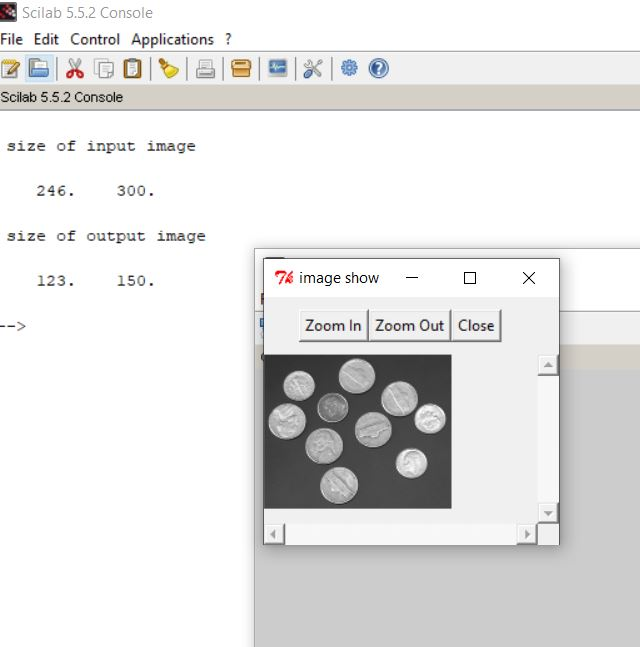 Scilab 5.5.2 Console
File Edit Control Applications ?
Scilab 5.5.2 Console
size of input image
246. 300.
size of output image
123. 150.
-->
image show
Zoom In Zoom Out Close